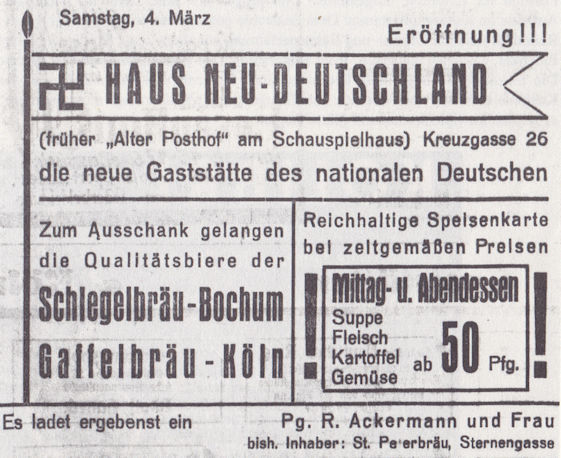 Samstag, 4. März
Eröffnung!!!
HAUS NEU-DEUTSCHLAND
(früher „Alter Posthof“ am Schauspielhaus) Kreuzgasse 26
die neue Gaststätte des nationalen Deutschen
Zum Ausschank gelangen
die Qualitätsbiere der
Schlegelbräu-Bochum
Gaffelbräu - Köln
Reichhaltige Speisenkarte
bei zeitgemäßen Preisen
! Mittag- u. Abendessen !
Suppe
Fleisch
Kartoffel
Gemüse
ab 50 Pfg.
Es ladet ergebenst ein
Pg. R. Ackermann und Frau
bish. Inhaber: St. Pe erbräu, Sternengasse